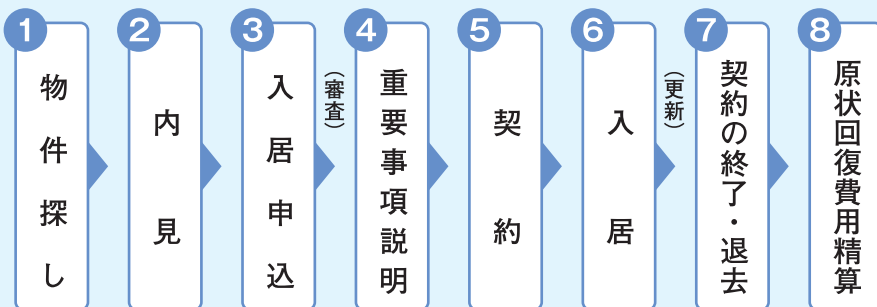 1
物件探し
2
内見
3
入居申込
（審査）
4
重要事項説明
5
契約
6
入居
（更新）
7
契約の終了・退去
8
原状回復費用精算